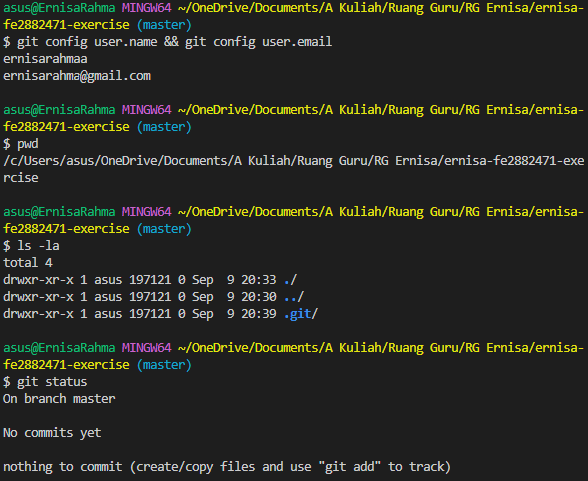 asus@ErnisaRahma MINGW64 ~/OneDrive/Documents/A Kuliah/Ruang Guru/RG Ernisa/ernisa-
fe2882471-exercise (master)
$ git config user.name && git config user.email
ernisarahmaa
ernisarahma@gmail.com
asus@ErnisaRahma MINGW64 ~/OneDrive/Documents/A Kuliah/Ruang Guru/RG Ernisa/ernisa-
fe2882471-exercise (master)
$ pwd
/c/Users/asus/OneDrive/Documents/A Kuliah/Ruang Guru/RG Ernisa/ernisa-fe2882471-exe
rcise
asus@ErnisaRahma MINGW64 ~/OneDrive/Documents/A Kuliah/Ruang Guru/RG Ernisa/ernisa-
fe2882471-exercise (master)
$ ls -la
total 4
drwxr-xr-x 1 asus 197121 0 Sep  9 20:33 ./
drwxr-xr-x 1 asus 197121 0 Sep  9 20:30 ../
drwxr-xr-x 1 asus 197121 0 Sep  9 20:39 .git/
asus@ErnisaRahma MINGW64 ~/OneDrive/Documents/A Kuliah/Ruang Guru/RG Ernisa/ernisa-
fe2882471-exercise (master)
$ git status
On branch master
No commits yet
nothing to commit (create/copy files and use "git add" to track)